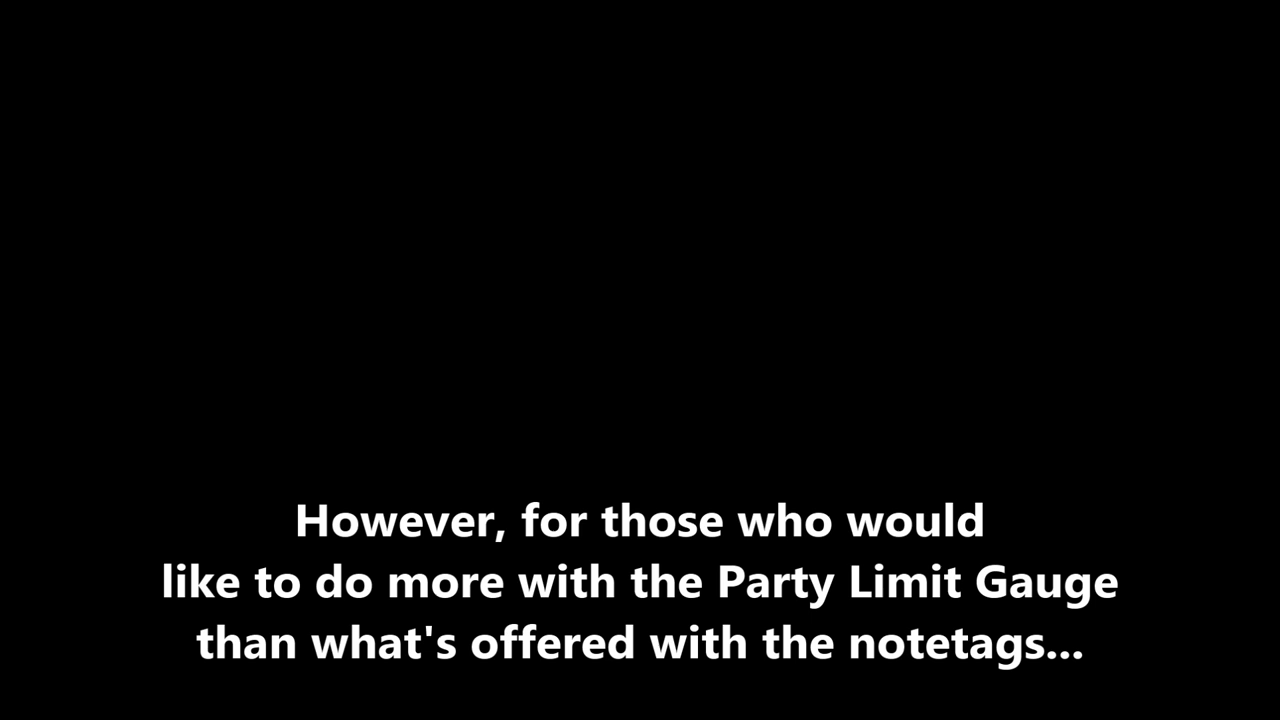 However, for those who would
like to do more with the Party Limit Gauge
than what's offered with the notetags...